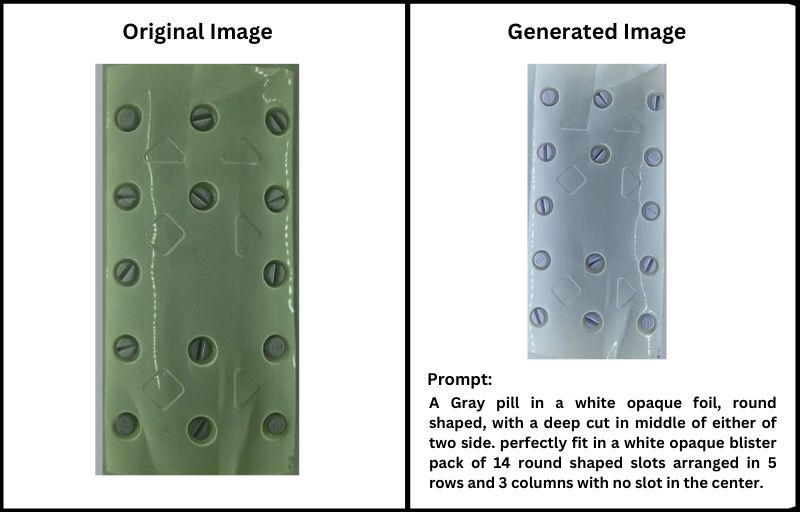 Original Image
Generated Image
Prompt:
A Gray pill in a white opaque foil, round
shaped, with a deep cut in middle of either of
two side. perfectly fit in a white opaque blister
pack of 14 round shaped slots arranged in 5
rows and 3 columns with no slot in the center.